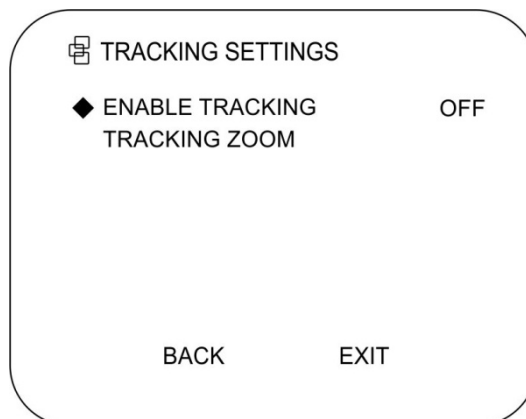 TRACKING SETTINGS
ENABLE TRACKING OFF
TRACKING ZOOM
BACK EXIT